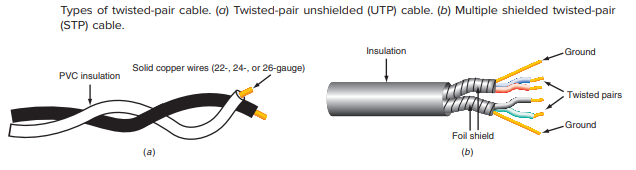 Types of twisted-pair cable. (a) Twisted-pair unshielded (UTP) cable. (b) Multiple shielded twisted-pair
(STP) cable.
PVC insulation
Solid copper wires (22-, 24-, or 26-gauge)
(a)
Insulation
Ground
Twisted pairs
Ground
Foil shield
(b)